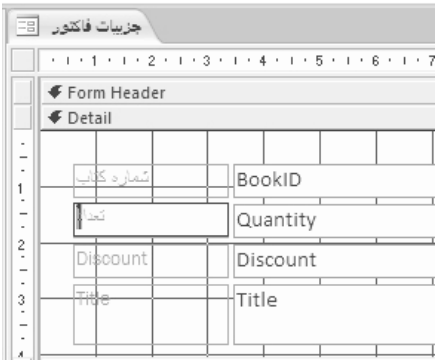 جزییات فاکتور
1 2 3 4 5 6 7
Form Header
Detail
شماره کتاب BookID
تعداد Quantity
Discount Discount
Title Title
1
2
3
4